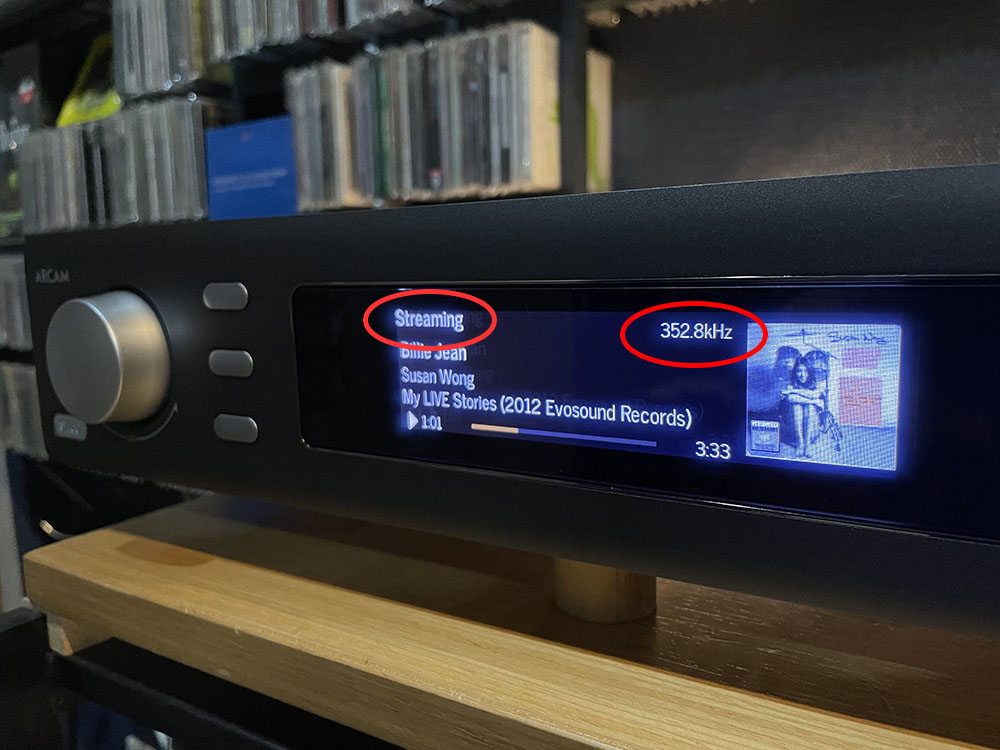 ARCAM
Streaming
352.8kHz
Billie Jean
Susan Wong
My LIVE Stories (2012 Evosound Records)
1:01
3:33